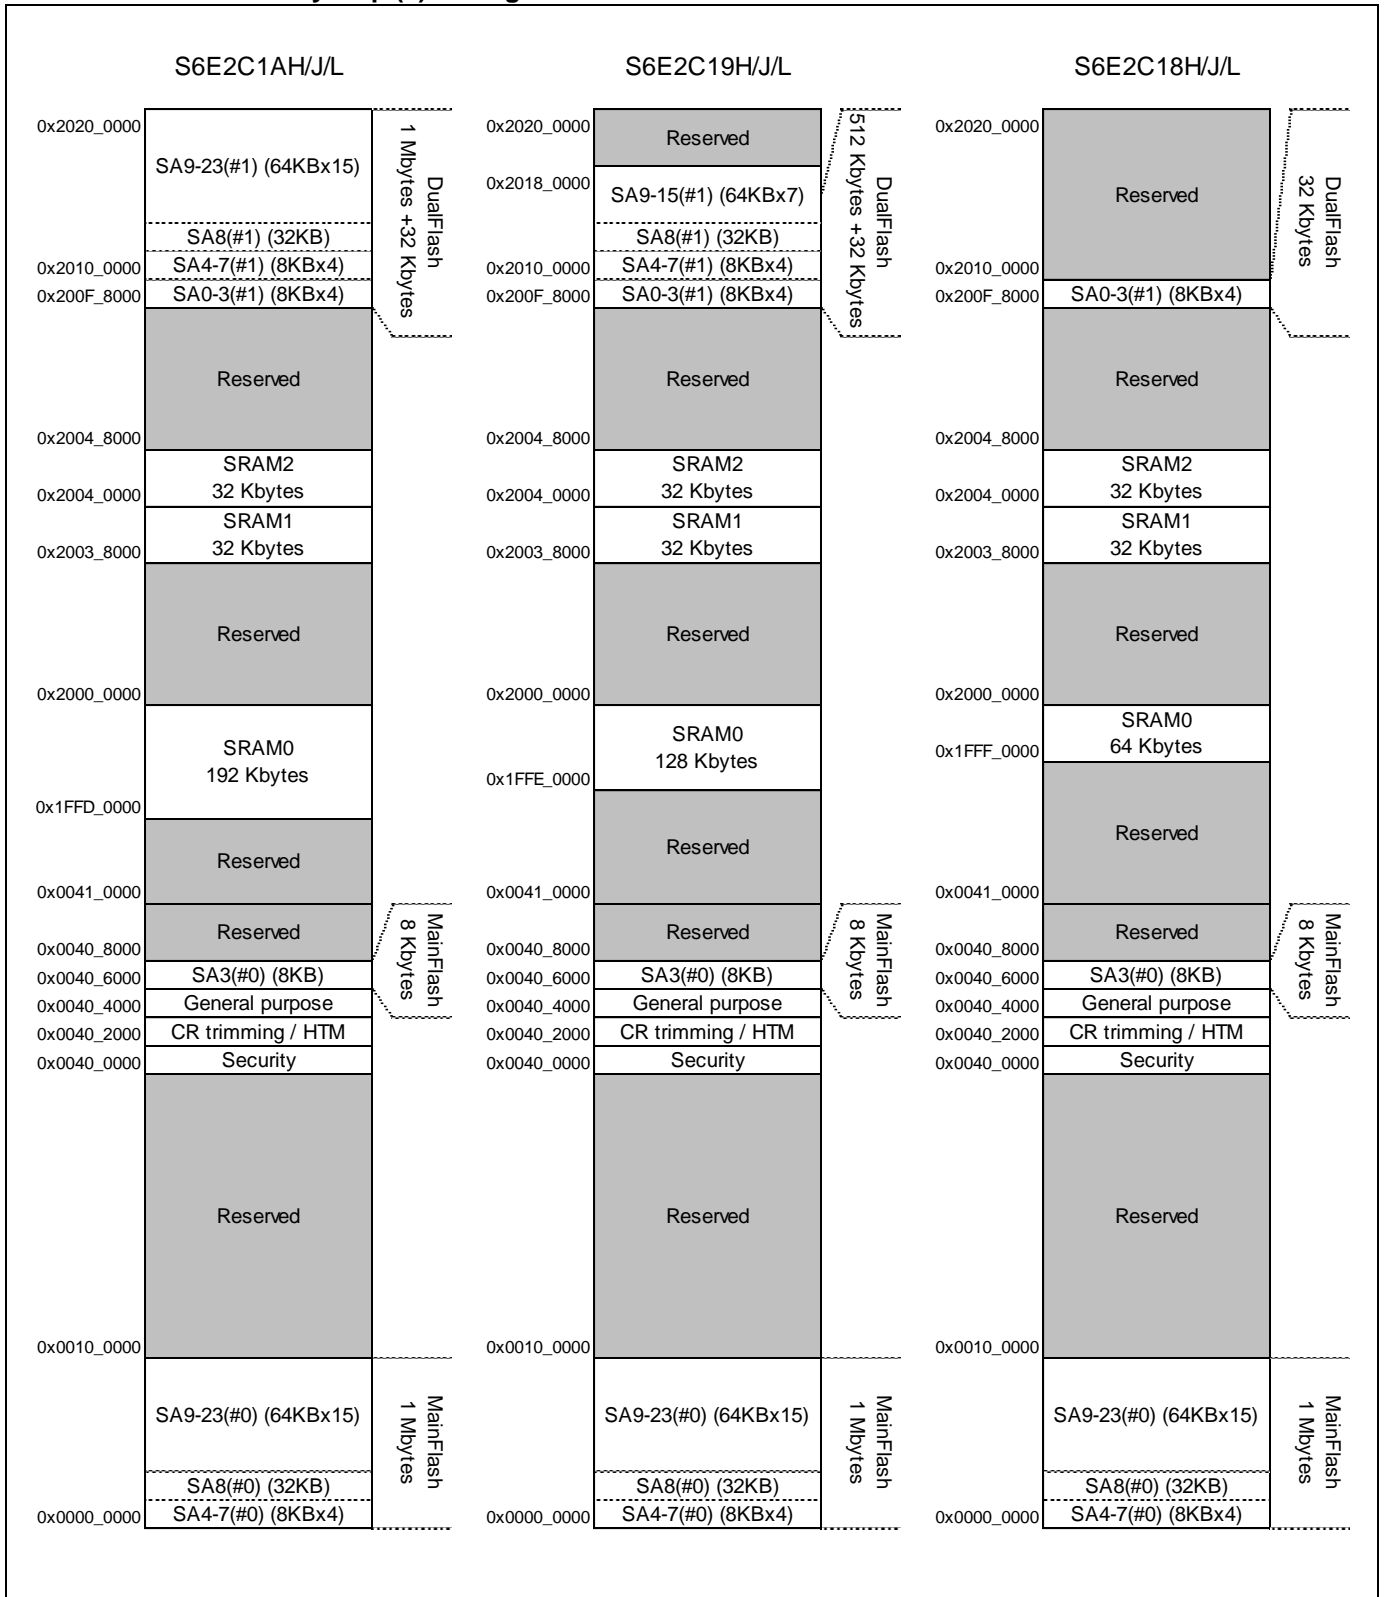 S6E2C1AH/J/L
0x2020_0000
SA9-23(#1) (64KBx15)
SA8(#1) (32KB)
0x2010_0000
SA4-7(#1) (8KBx4)
0x200F_8000
SA0-3(#1) (8KBx4)
DualFlash
1 Mbytes +32 Kbytes
Reserved
0x2004_8000
SRAM2
32 Kbytes
0x2004_0000
SRAM1
32 Kbytes
0x2003_8000
Reserved
0x2000_0000
SRAM0
192 Kbytes
0x1FFD_0000
Reserved
0x0041_0000
Reserved
0x0040_8000
SA3(#0) (8KB)
0x0040_6000
MainFlash
8 Kbytes
General purpose
0x0040_4000
CR trimming / HTM
0x0040_2000
Security
0x0040_0000
Reserved
0x0010_0000
SA9-23(#0) (64KBx15)
SA8(#0) (32KB)
SA4-7(#0) (8KBx4)
0x0000_0000
MainFlash
1 Mbytes
S6E2C19H/J/L
0x2020_0000
Reserved
0x2018_0000
SA9-15(#1) (64KBx7)
SA8(#1) (32KB)
0x2010_0000
SA4-7(#1) (8KBx4)
0x200F_8000
SA0-3(#1) (8KBx4)
DualFlash
512 Kbytes +32 Kbytes
Reserved
0x2004_8000
SRAM2
32 Kbytes
0x2004_0000
SRAM1
32 Kbytes
0x2003_8000
Reserved
0x2000_0000
SRAM0
128 Kbytes
0x1FFE_0000
Reserved
0x0041_0000
Reserved
0x0040_8000
SA3(#0) (8KB)
0x0040_6000
MainFlash
8 Kbytes
General purpose
0x0040_4000
CR trimming / HTM
0x0040_2000
Security
0x0040_0000
Reserved
0x0010_0000
SA9-23(#0) (64KBx15)
SA8(#0) (32KB)
SA4-7(#0) (8KBx4)
0x0000_0000
MainFlash
1 Mbytes
S6E2C18H/J/L
0x2020_0000
Reserved
0x2010_0000
0x200F_8000
SA0-3(#1) (8KBx4)
DualFlash
32 Kbytes
Reserved
0x2004_8000
SRAM2
32 Kbytes
0x2004_0000
SRAM1
32 Kbytes
0x2003_8000
Reserved
0x2000_0000
SRAM0
64 Kbytes
0x1FFF_0000
Reserved
0x0041_0000
Reserved
0x0040_8000
SA3(#0) (8KB)
0x0040_6000
MainFlash
8 Kbytes
General purpose
0x0040_4000
CR trimming / HTM
0x0040_2000
Security
0x0040_0000
Reserved
0x0010_0000
SA9-23(#0) (64KBx15)
SA8(#0) (32KB)
SA4-7(#0) (8KBx4)
0x0000_0000
MainFlash
1 Mbytes